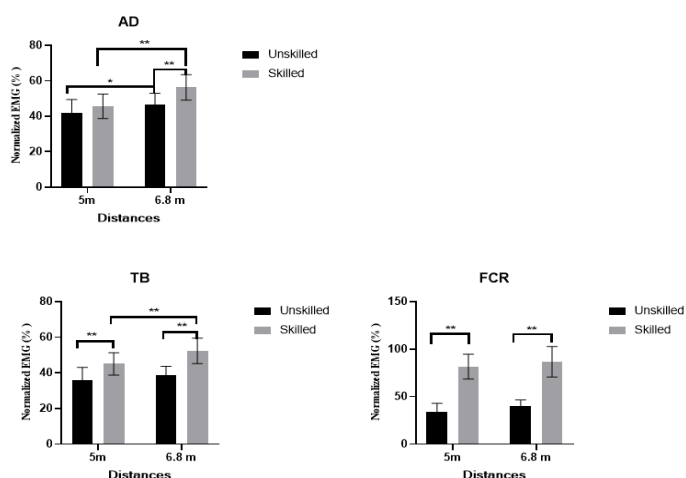 AD
80
60
40
20
0
Normalized EMG (%)
**
*
**
5m
6.8 m
Distances
Unskilled
Skilled
TB
80
60
40
20
0
Normalized EMG (%)
**
**
**
5m
6.8 m
Distances
Unskilled
Skilled
FCR
150
100
50
0
Normalized EMG (%)
**
**
5m
6.8 m
Distances
Unskilled
Skilled